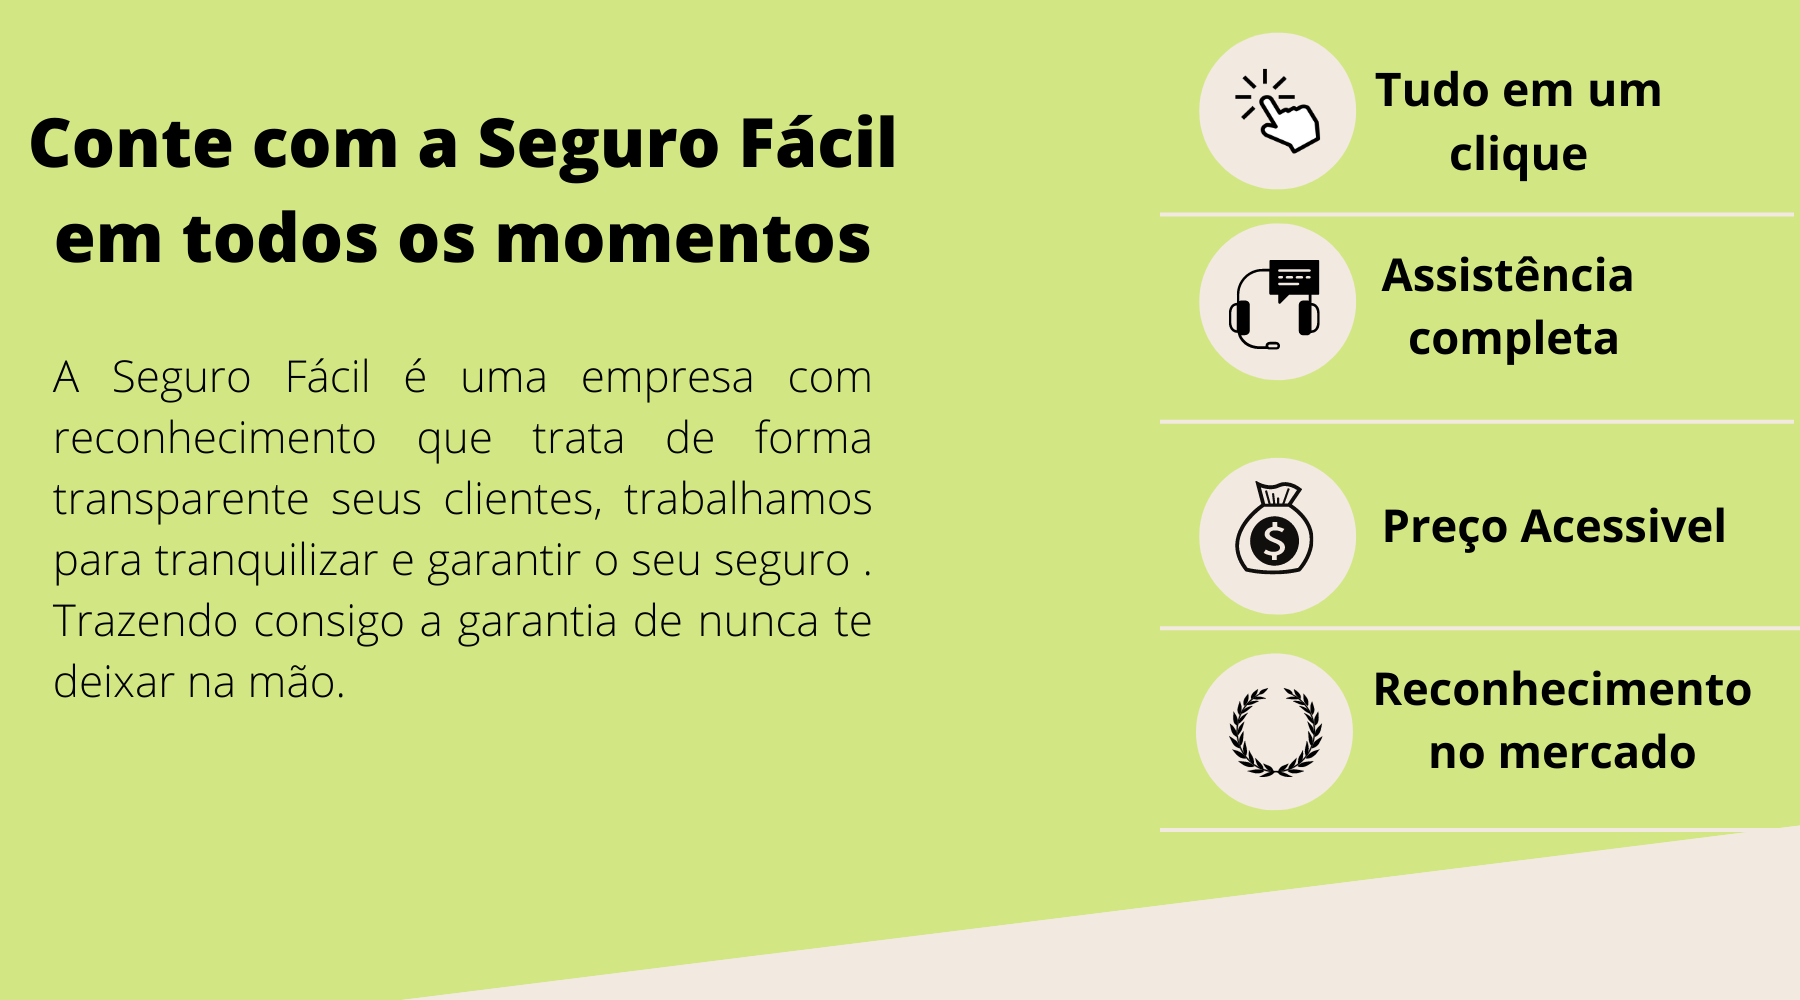 Conte com a Seguro Fácil
em todos os momentos
A Seguro Fácil é uma empresa com
reconhecimento que trata de forma
transparente seus clientes, trabalhamos
para tranquilizar e garantir o seu seguro .
Trazendo consigo a garantia de nunca te
deixar na mão.
Tudo em um
clique
Assistência
completa
$
Preço Acessivel
Reconhecimento
no mercado